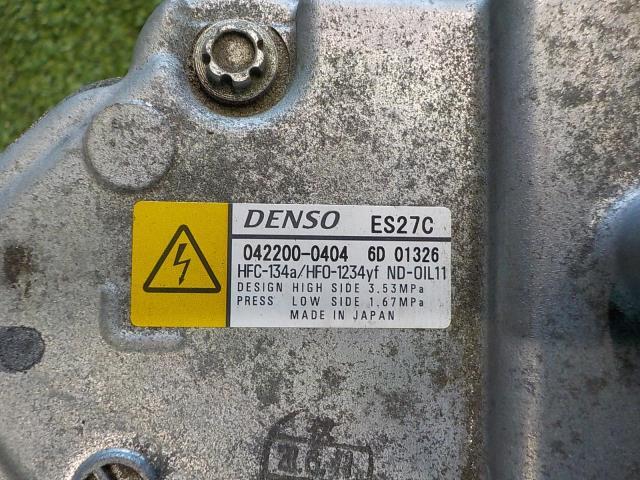 DENSO ES27C
042200-0404 6D 01326
HFC-134a/HFO-1234yf ND-OIL11
DESIGN HIGH SIDE 3.53MPa
PRESS LOW SIDE 1.67MPa
MADE IN JAPAN